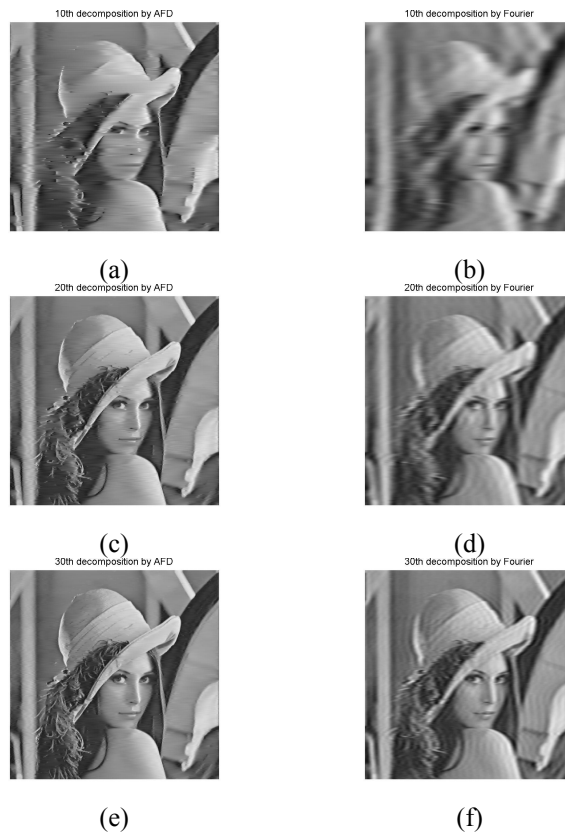 10th decomposition by AFD
10th decomposition by Fourier
(a)
(b)
20th decomposition by AFD
20th decomposition by Fourier
(c)
(d)
30th decomposition by AFD
30th decomposition by Fourier
(e)
(f)